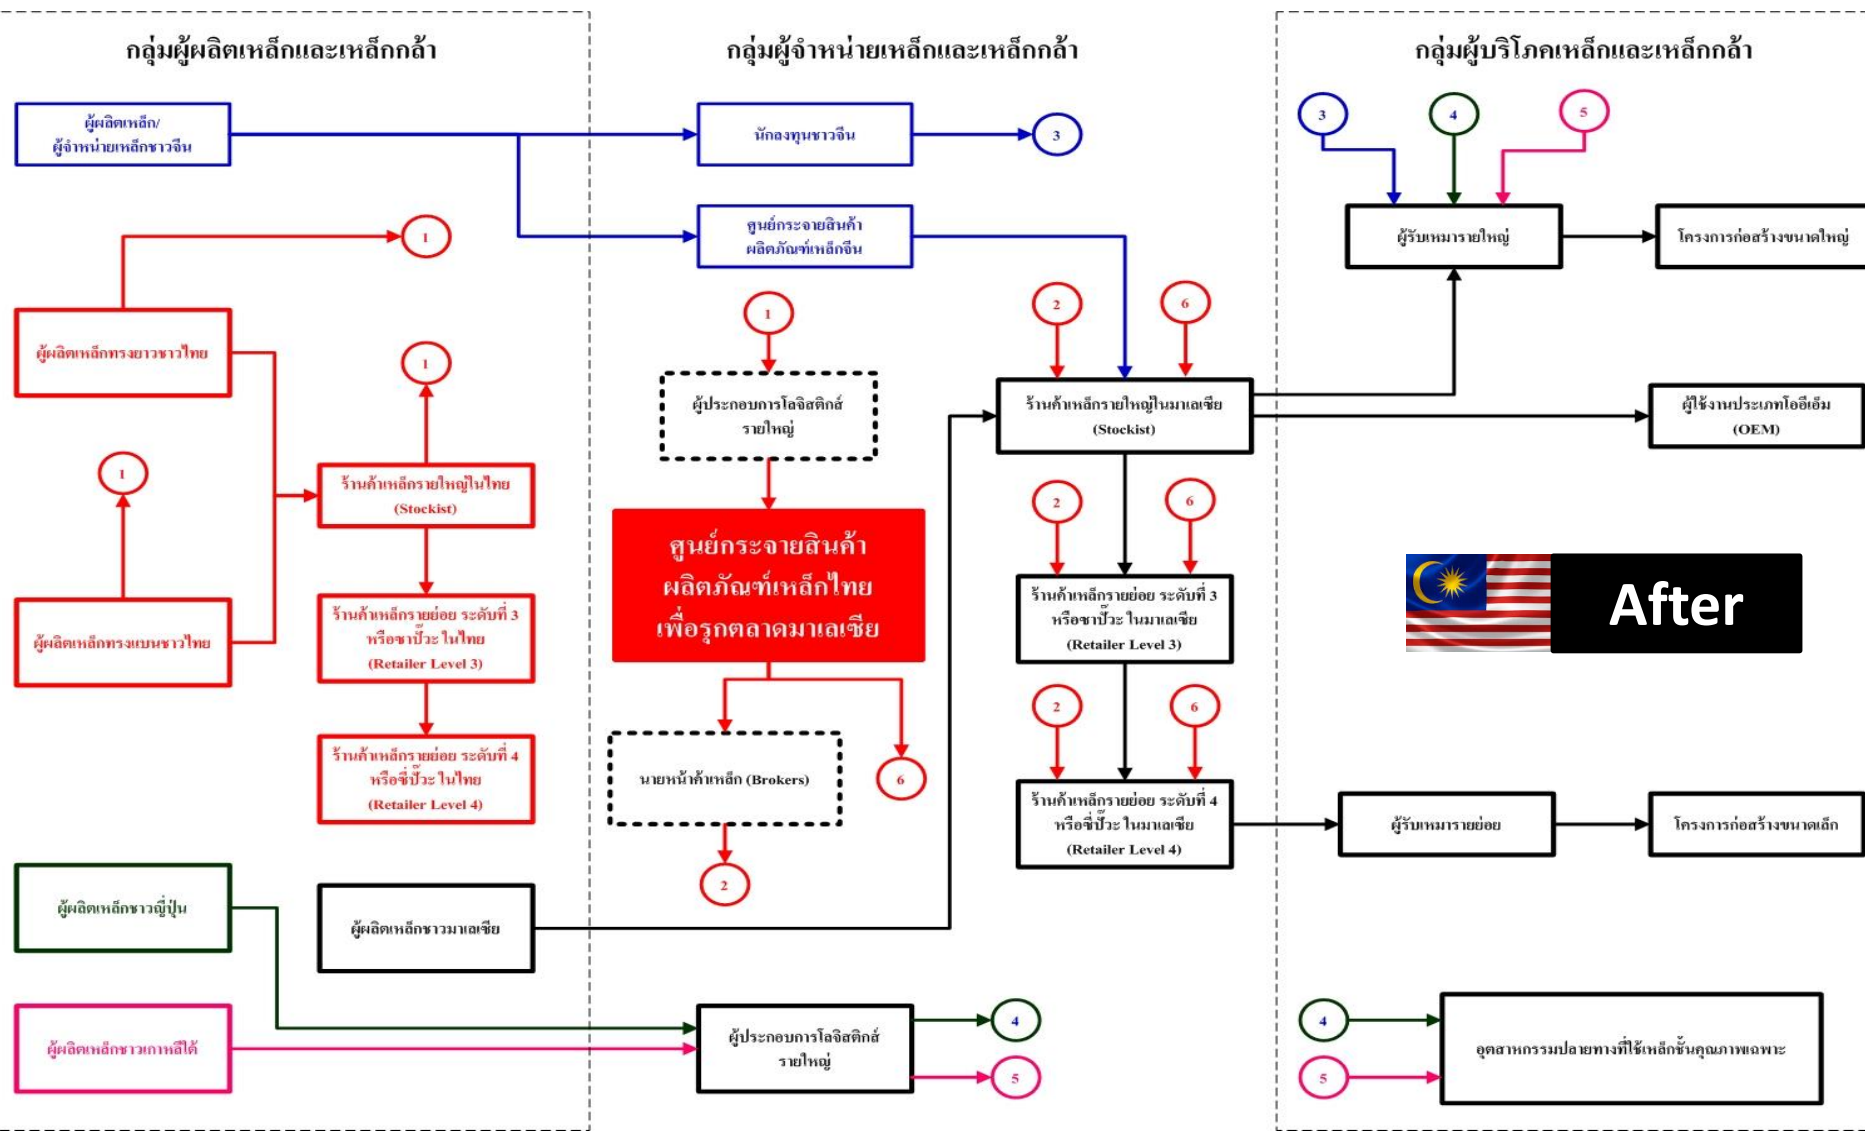 กลุ่มผู้ผลิตเหล็กและเหล็กกล้า
กลุ่มผู้จำหน่ายเหล็กและเหล็กกล้า
กลุ่มผู้บริโภคเหล็กและเหล็กกล้า
ผู้ผลิตเหล็ก/
ผู้จำหน่ายเหล็กชาวจีน
นักลงทุนชาวจีน
3
3
4
5
ศูนย์กระจายสินค้า
ผลิตภัณฑ์เหล็กจีน
ผู้รับเหมารายใหญ่
โครงการก่อสร้างขนาดใหญ่
1
ผู้ผลิตเหล็กทรงยาวชาวไทย
1
1
2
6
ผู้ประกอบการโลจิสติกส์
รายใหญ่
ร้านค้าเหล็กรายใหญ่ในมาเลเซีย
(Stockist)
ผู้ใช้งานประเภทโออีเอ็ม
(OEM)
1
ร้านค้าเหล็กรายใหญ่ในไทย
(Stockist)
2
6
ศูนย์กระจายสินค้า
ผลิตภัณฑ์เหล็กไทย
เพื่อรุกตลาดมาเลเซีย
ผู้ผลิตเหล็กทรงแบนชาวไทย
ร้านค้าเหล็กรายย่อย ระดับที่ 3
หรือซาปั๊วะ ในไทย
(Retailer Level 3)
ร้านค้าเหล็กรายย่อย ระดับที่ 3
หรือซาปั๊วะ ในมาเลเซีย
(Retailer Level 3)
After
2
6
ร้านค้าเหล็กรายย่อย ระดับที่ 4
หรือซี่ปั๊วะ ในไทย
(Retailer Level 4)
นายหน้าค้าเหล็ก (Brokers)
6
ร้านค้าเหล็กรายย่อย ระดับที่ 4
หรือซี่ปั๊วะ ในมาเลเซีย
(Retailer Level 4)
ผู้รับเหมารายย่อย
โครงการก่อสร้างขนาดเล็ก
2
ผู้ผลิตเหล็กชาวญี่ปุ่น
ผู้ผลิตเหล็กชาวมาเลเซีย
ผู้ผลิตเหล็กชาวเกาหลีใต้
ผู้ประกอบการโลจิสติกส์
รายใหญ่
4
5
4
5
อุตสาหกรรมปลายทางที่ใช้เหล็กชั้นคุณภาพเฉพาะ